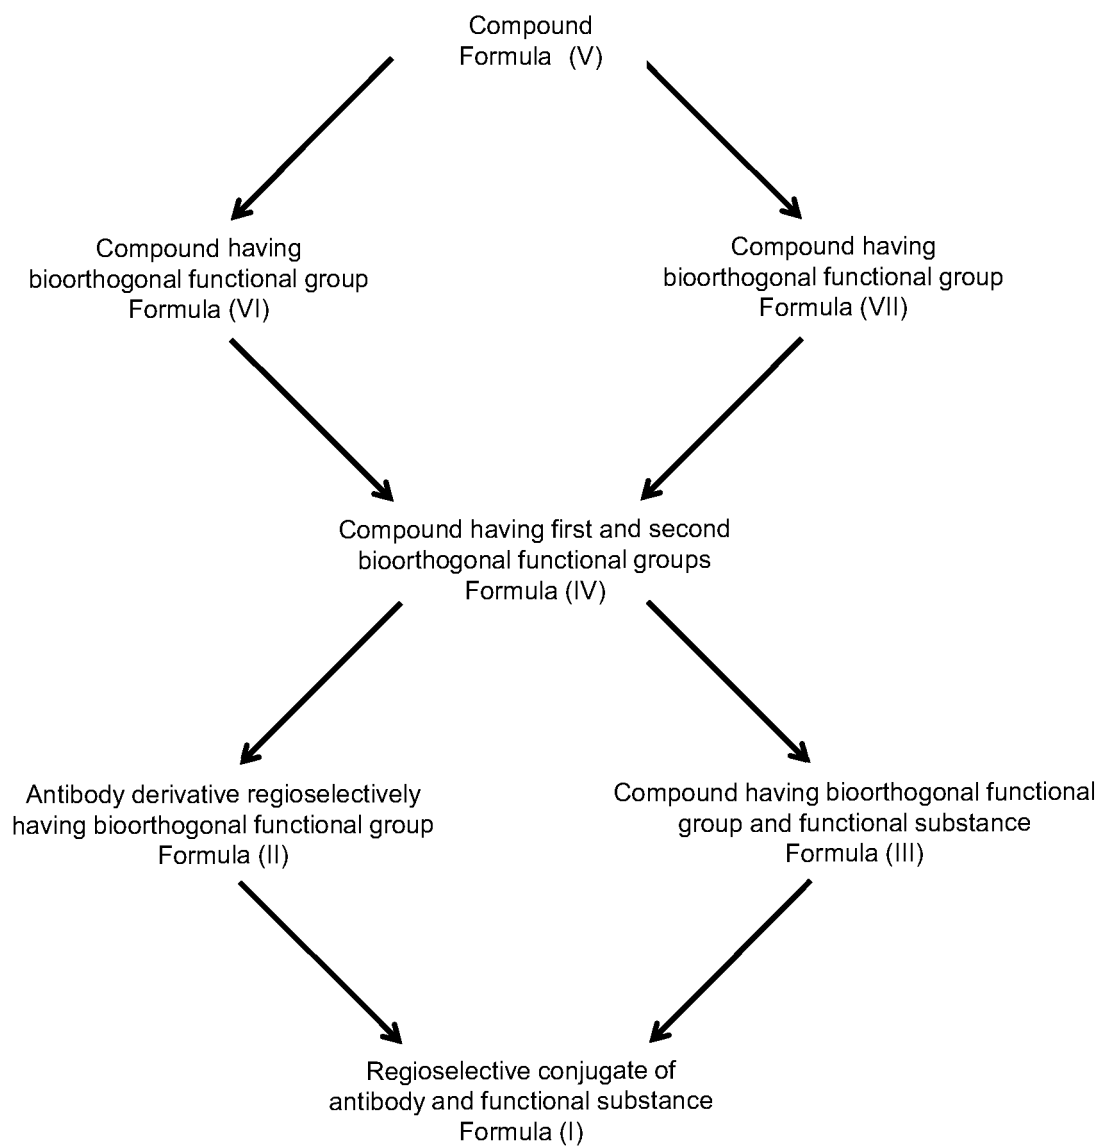 Compound
Formula (V)
Compound having
bioorthogonal functional group
Formula (VI)
Compound having
bioorthogonal functional group
Formula (VII)
Compound having first and second
bioorthogonal functional groups
Formula (IV)
Antibody derivative regioselectively
having bioorthogonal functional group
Formula (II)
Compound having bioorthogonal functional
group and functional substance
Formula (III)
Regioselective conjugate of
antibody and functional substance
Formula (I)